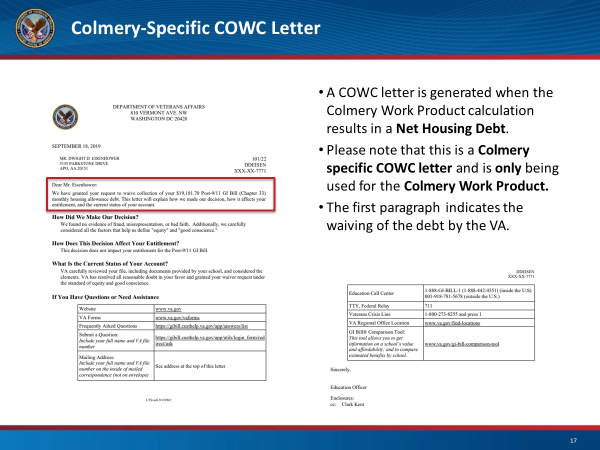 Colmery-Specific COWC Letter
DEPARTMENT OF VETERANS AFFAIRS
810 VERMONT AVE, NW
WASHINGTON DC 20420
SEPTEMBER 18, 2019
MR. DWIGHT D. EISENHOWER
5155 PARKSTONE DRIVE
APO, AA 20151
101/22
DDEISEN
XXX-XX-7771
Dear Mr. Eisenhower:
We have granted your request to waive collection of your $19,181.70 Post-9/11 GI Bill (Chapter 33)
monthly housing allowance debt. This letter will explain how we made our decision, how it affects your
entitlement, and the current status of your account.
How Did We Make Our Decision?
We found no evidence of fraud, misrepresentation, or bad faith. Additionally, we carefully
considered all the factors that help us define "equity" and "good conscience."
How Does This Decision Affect Your Entitlement?
This decision does not impact your entitlement for the Post-9/11 GI Bill.
What Is the Current Status of Your Account?
VA carefully reviewed your file, including documents provided by your school, and considered the
elements. VA has resolved all reasonable doubt in your favor and granted your waiver request under
the standard of equity and good conscience.
If You Have Questions or Need Assistance
Website www.va.gov
VA Forms www.va.gov/vaforms
Frequently Asked Questions https://gibill.custhelp.va.gov/app/answers/list
Submit a Question:
Include your full name and VA file
number
https://gibill.custhelp.va.gov/app/utils/login_form/red
irect/ask
Mailing Address:
Include your full name and VA file
number on the inside of mailed
correspondence (not on envelope)
See address at the top of this letter
• A COWC letter is generated when the
Colmery Work Product calculation
results in a Net Housing Debt.
• Please note that this is a Colmery
specific COWC letter and is only being
used for the Colmery Work Product.
• The first paragraph indicates the
waiving of the debt by the VA.
DDEISEN
XXX-XX-7771
Education Call Center 1-888-GI-BILL-1 (1-888-442-4551) (inside the U.S)
001-918-781-5678 (outside the U.S.)
TTY, Federal Relay 711
Veterans Crisis Line 1-800-273-8255 and press 1
VA Regional Office Location www.va.gov/find-locations
GI Bill® Comparison Tool:
This tool allows you to get
information on a school's value
and affordability, and to compare
estimated benefits by school.
www.va.gov/gi-bill-comparison-tool
Sincerely,
Education Officer
Enclosures:
cc: Clark Kent
17